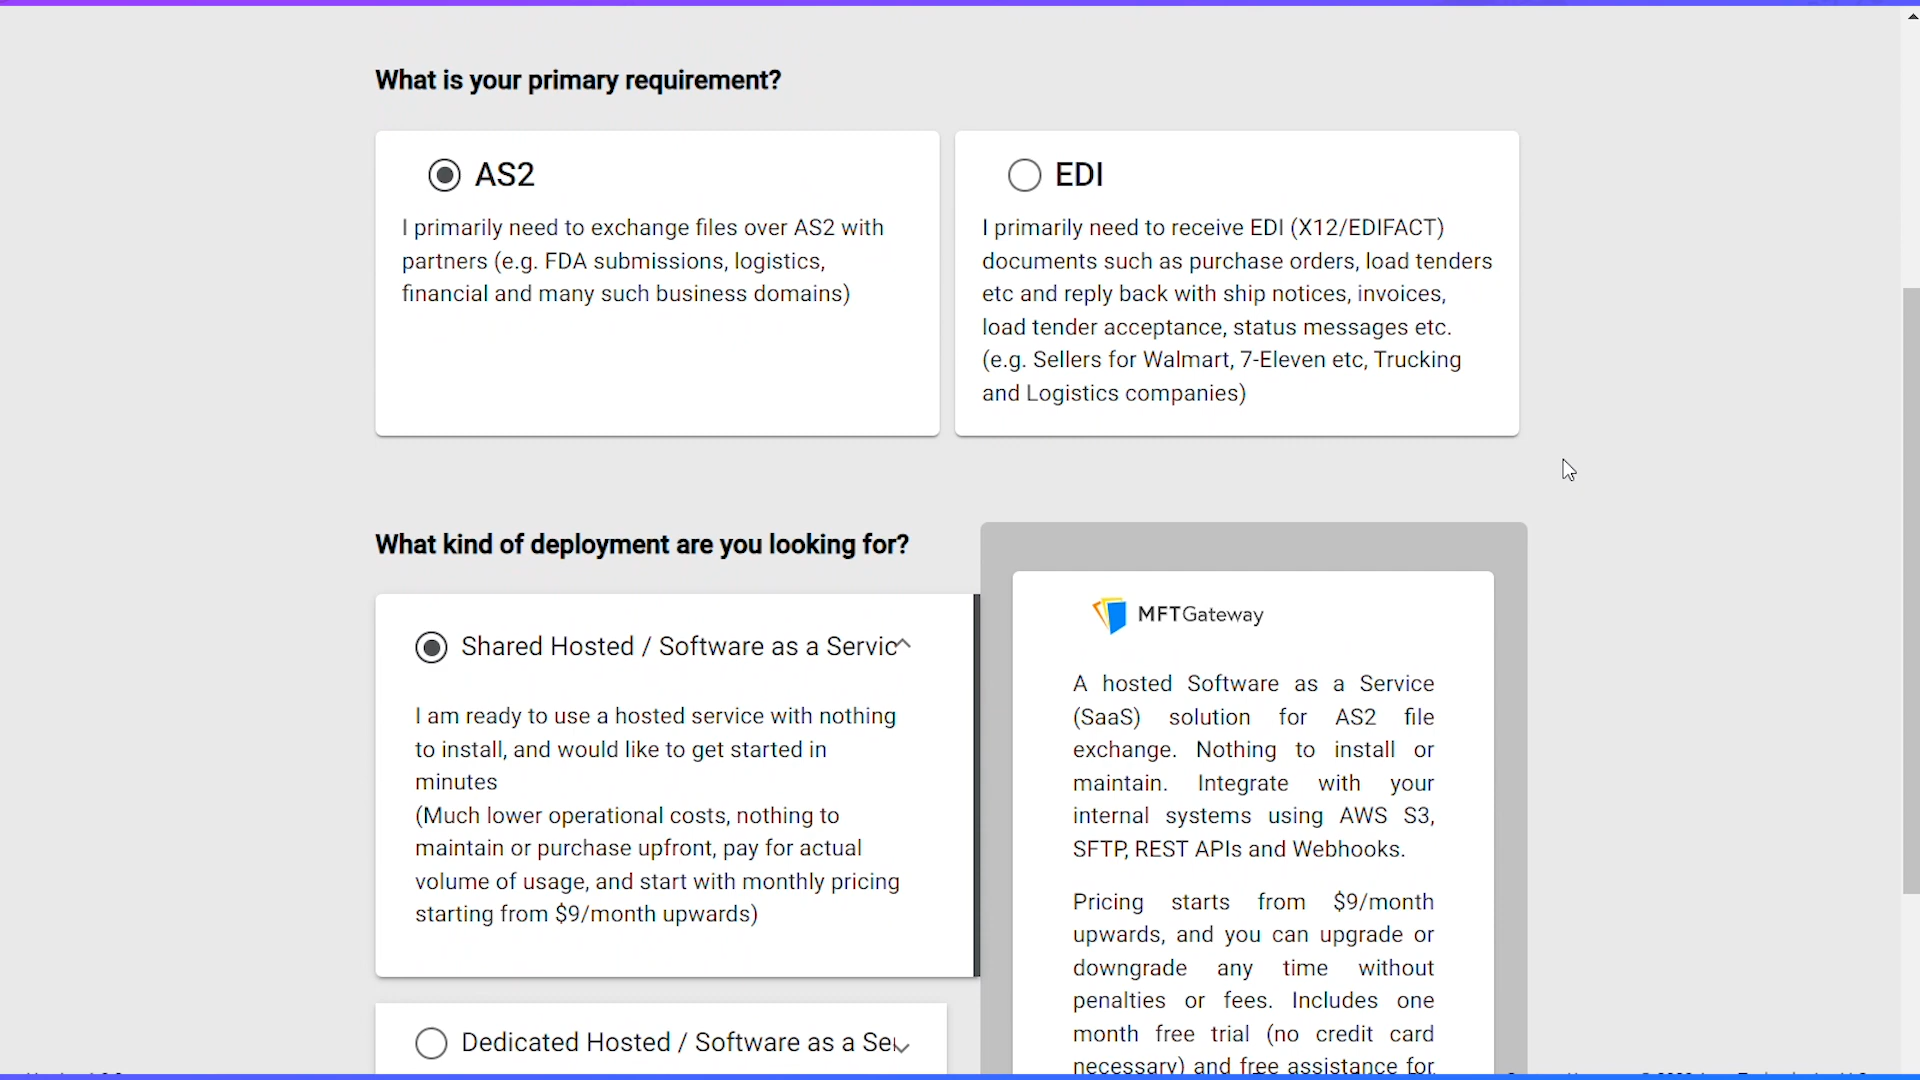 What is your primary requirement?
AS2
I primarily need to exchange files over AS2 with
partners (e.g. FDA submissions, logistics,
financial and many such business domains)
EDI
I primarily need to receive EDI (X12/EDIFACT)
documents such as purchase orders, load tenders
etc and reply back with ship notices, invoices,
load tender acceptance, status messages etc.
(e.g. Sellers for Walmart, 7-Eleven etc, Trucking
and Logistics companies)
What kind of deployment are you looking for?
Shared Hosted / Software as a Servic
I am ready to use a hosted service with nothing
to install, and would like to get started in
minutes
(Much lower operational costs, nothing to
maintain or purchase upfront, pay for actual
volume of usage, and start with monthly pricing
starting from $9/month upwards)
Dedicated Hosted / Software as a Se
MFTGateway
A hosted Software as a Service
(SaaS) solution for AS2 file
exchange. Nothing to install or
maintain. Integrate with your
internal systems using AWS S3,
SFTP, REST APIs and Webhooks.
Pricing starts from $9/month
upwards, and you can upgrade or
downgrade any time without
penalties or fees. Includes one
month free trial (no credit card
necessary) and free assistance for